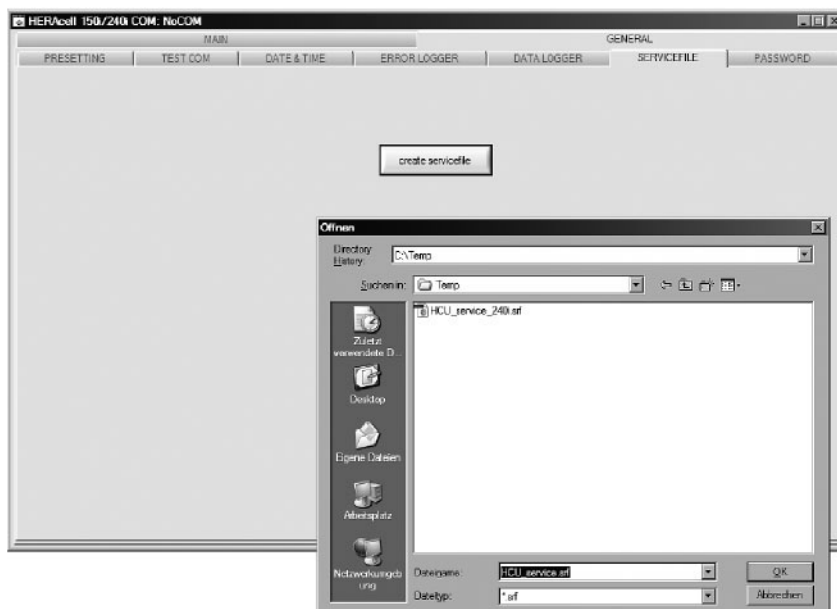 HERAcell 150i/240i COM: NoCOM
MAIN
GENERAL
PRESETTING
TEST COM
DATE & TIME
ERROR LOGGER
DATA LOGGER
SERVICEFILE
PASSWORD
create servicefile
Öffnen
Directory
History:
C:\Temp
Suchen in:
Temp
HCU_service_240i.srf
Zuletzt
verwendete D...
Desktop
Eigene Dateien
Arbeitsplatz
Netzwerkumgeb
ung
Dateiname:
HCU_service.srf
OK
Dateityp:
*.srf
Abbrechen